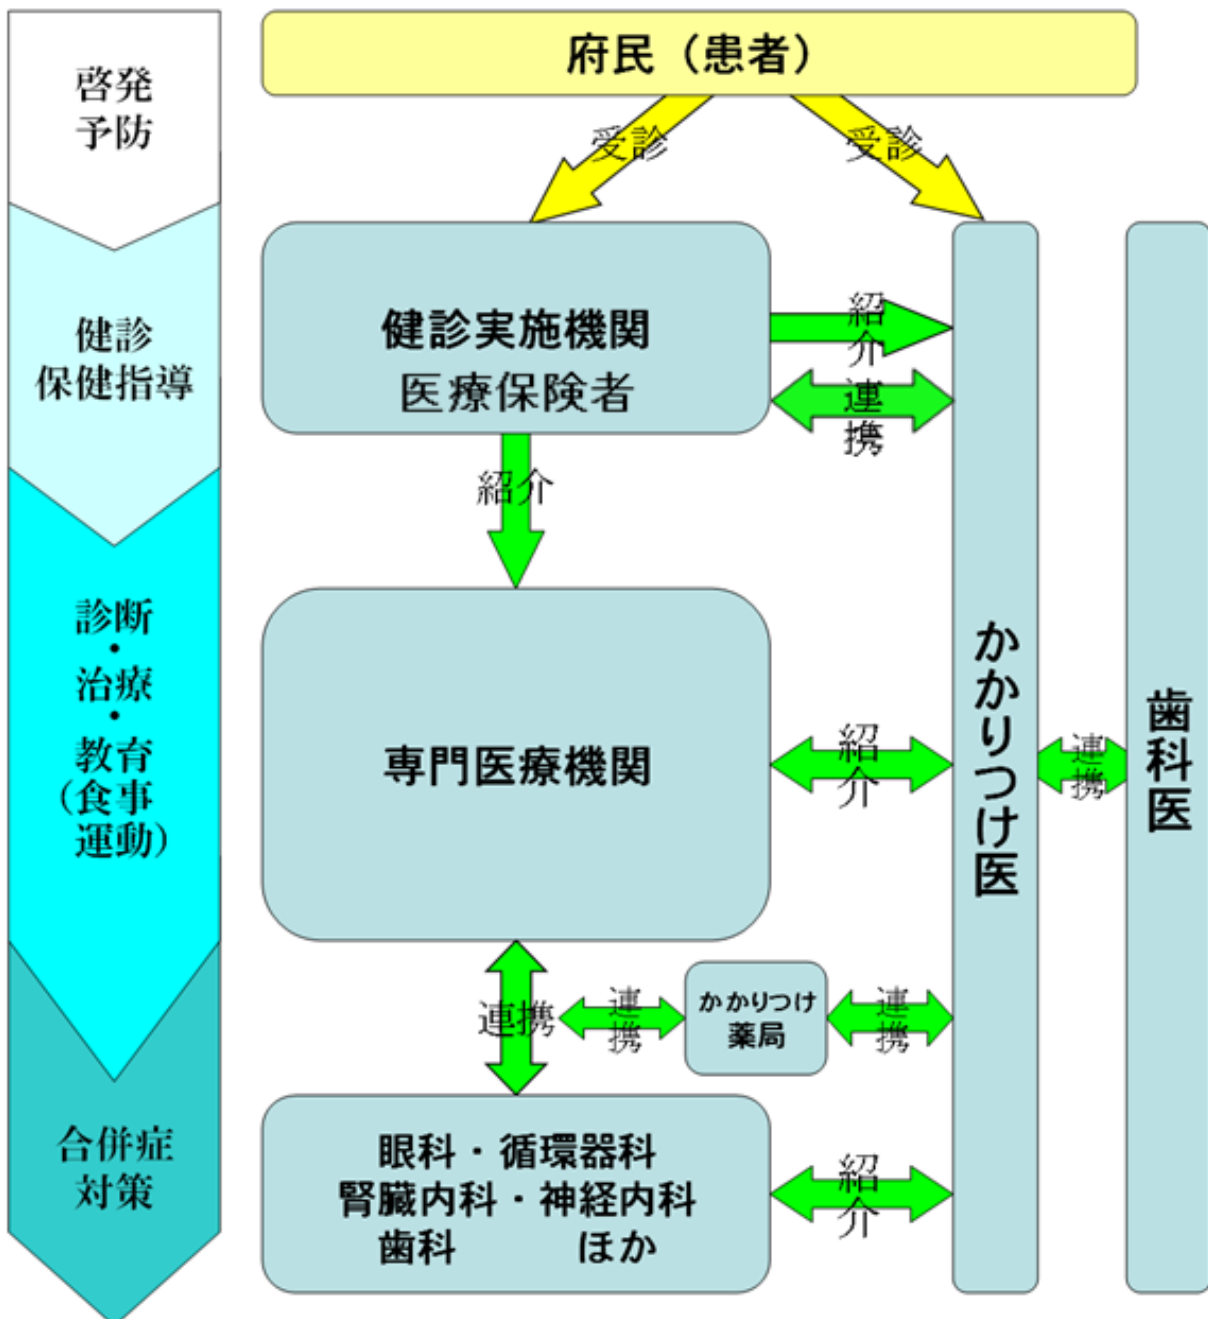 府民（患者）
啓発
予防
受診
受診
健診
保健指導
健診実施機関
医療保険者
紹
介
連
携
紹介
診断
・
治療
・
教育
（食事
運動）
専門医療機関
紹
介
かかりつけ医
連
携
歯科医
連携
連
携
かかりつけ
薬局
連
携
合併症
対策
眼科・循環器科
腎臓内科・神経内科
歯科　　　ほか
紹
介